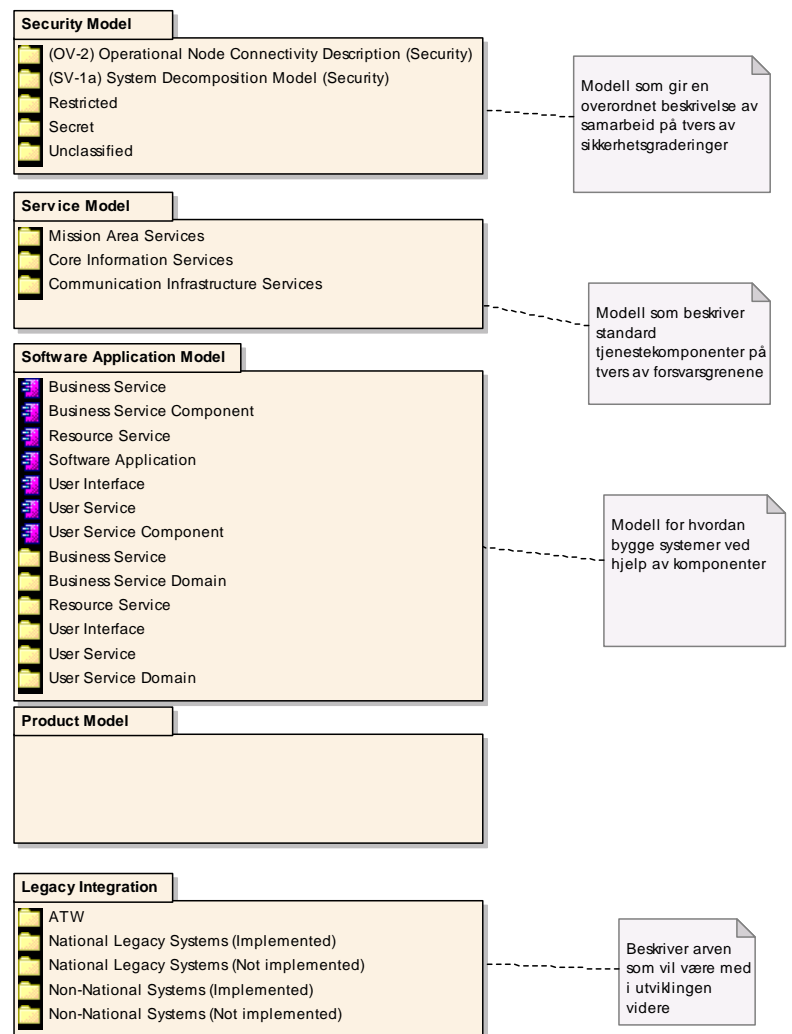 Security Model
(OV-2) Operational Node Connectivity Description (Security)
(SV-1a) System Decomposition Model (Security)
Restricted
Secret
Unclassified
Modell som gir en
overordnet beskrivelse av
samarbeid på tvers av
sikkerhetsgraderinger
Service Model
Mission Area Services
Core Information Services
Communication Infrastructure Services
Modell som beskriver
standard
tjenestekomponenter på
tvers av forsvarsgrenene
Software Application Model
Business Service
Business Service Component
Resource Service
Software Application
User Interface
User Service
User Service Component
Business Service
Business Service Domain
Resource Service
User Interface
User Service
User Service Domain
Modell for hvordan
bygge systemer ved
hjelp av komponenter
Product Model
Legacy Integration
ATW
National Legacy Systems (Implemented)
National Legacy Systems (Not implemented)
Non-National Systems (Implemented)
Non-National Systems (Not implemented)
Beskriver arven
som vil være med
i utviklingen
videre